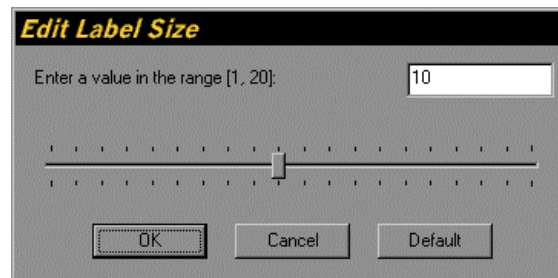 Edit Label Size
Enter a value in the range [1, 20]: 10
OK Cancel Default